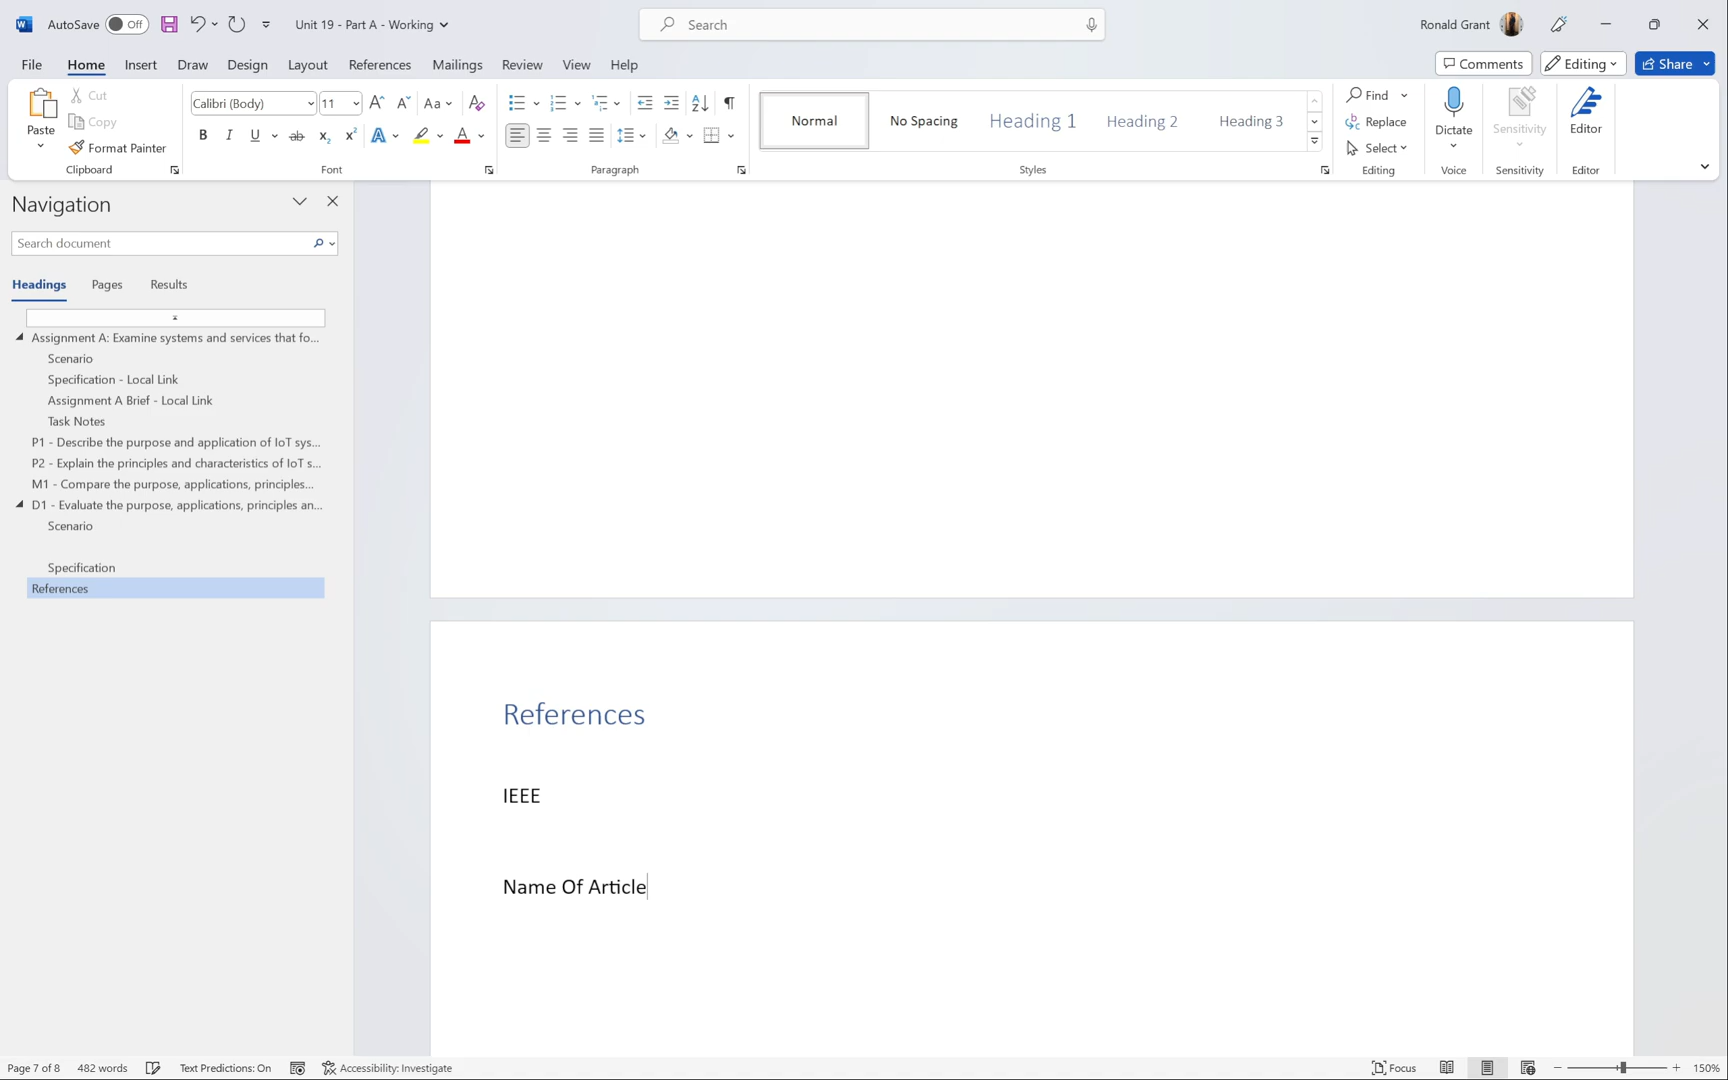 AutoSave Off Unit 19 - Part A - Working Search Ronald Grant
File Home Insert Draw Design Layout References Mailings Review View Help Comments Editing Share
Paste Cut Copy Format Painter Clipboard
Calibri (Body) 11 Aa
B I U ab x₂ x² A A
Font
Paragraph
Normal No Spacing Heading 1 Heading 2 Heading 3
Styles
Find
Replace
Select
Editing
Dictate
Voice
Sensitivity
Sensitivity
Editor
Editor
Navigation
Search document
Headings Pages Results
Assignment A: Examine systems and services that fo...
Scenario
Specification - Local Link
Assignment A Brief - Local Link
Task Notes
P1 - Describe the purpose and application of IoT sys...
P2 - Explain the principles and characteristics of IoT s...
M1 - Compare the purpose, applications, principles...
D1 - Evaluate the purpose, applications, principles an...
Scenario
Specification
References
References
IEEE
Name Of Article
Page 7 of 8 482 words Text Predictions: On Accessibility: Investigate Focus 150%